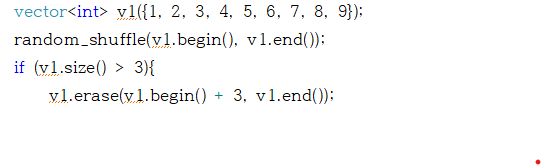 vector<int> v1({1, 2, 3, 4, 5, 6, 7, 8, 9});
random_shuffle(v1.begin(), v1.end());
if (v1.size() > 3){
    v1.erase(v1.begin() + 3, v1.end());